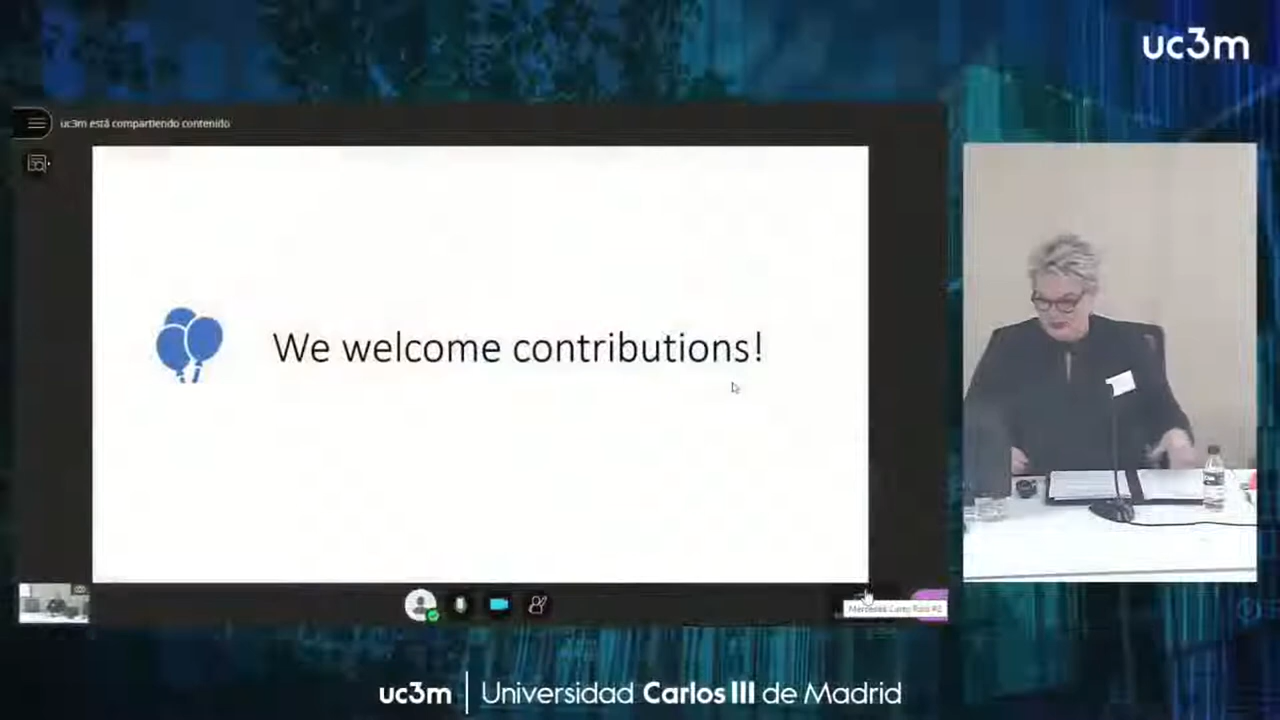 uc3m
uc3m está compartiendo contenido
We welcome contributions!
uc3m | Universidad Carlos III de Madrid